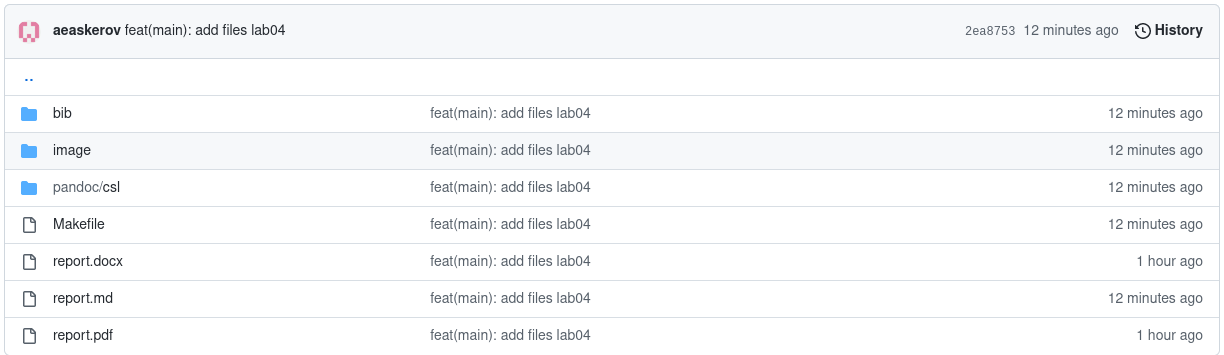 aeaskerov feat(main): add files lab04 2ea8753 12 minutes ago History
..
bib feat(main): add files lab04 12 minutes ago
image feat(main): add files lab04 12 minutes ago
pandoc/csl feat(main): add files lab04 12 minutes ago
Makefile feat(main): add files lab04 12 minutes ago
report.docx feat(main): add files lab04 1 hour ago
report.md feat(main): add files lab04 12 minutes ago
report.pdf feat(main): add files lab04 1 hour ago